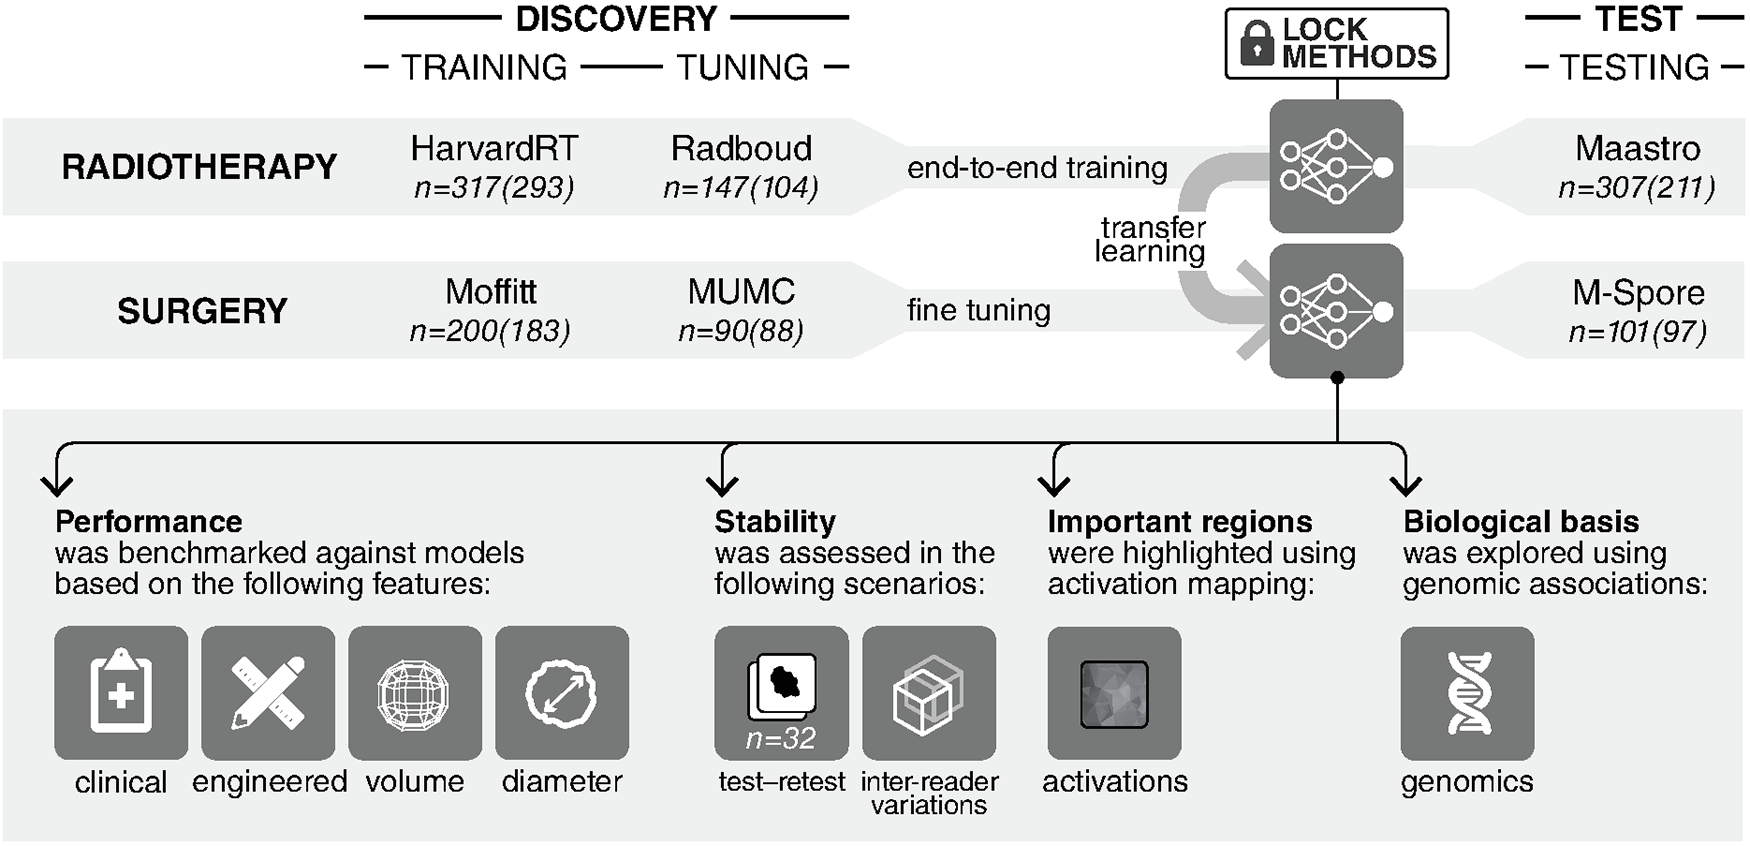 DISCOVERY
TRAINING
TUNING
LOCK
METHODS
TEST
TESTING
RADIOTHERAPY
HarvardRT
n=317(293)
Radboud
n=147(104)
end-to-end training
Maastro
n=307(211)
transfer
learning
SURGERY
Moffitt
n=200(183)
MUMC
n=90(88)
fine tuning
M-Spore
n=101(97)
Performance
was benchmarked against models
based on the following features:
clinical
engineered
volume
diameter
Stability
was assessed in the
following scenarios:
n=32
test–retest
inter-reader
variations
Important regions
were highlighted using
activation mapping:
activations
Biological basis
was explored using
genomic associations:
genomics